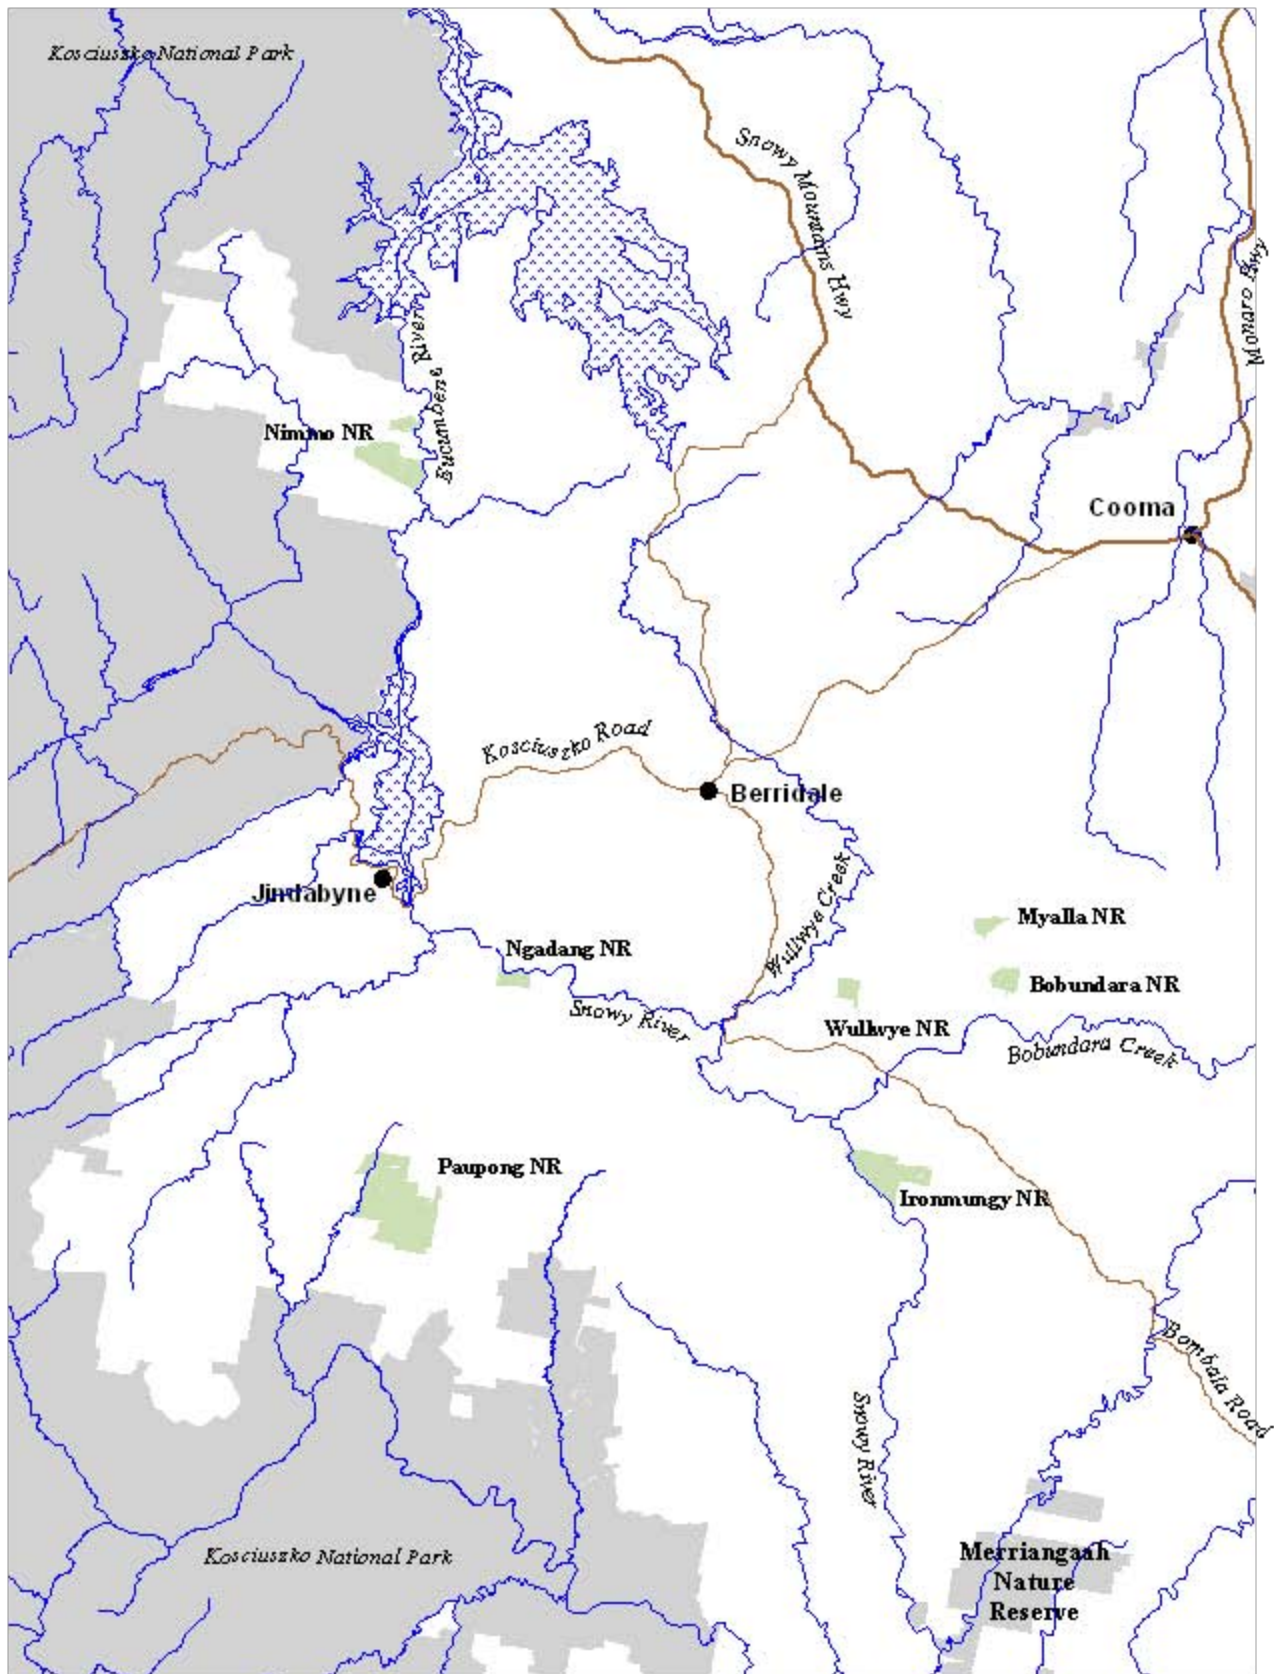 Kosciuszko National Park
Snowy Mountains Hwy
Monaro Hwy
Eucumbene River
Nimmo NR
Cooma
Kosciuszko Road
Berridale
Jindabyne
Wullwye Creek
Myalla NR
Ngadang NR
Bobundara NR
Snowy River
Wullwye NR
Bobundara Creek
Paupong NR
Ironmungy NR
Bombala Road
Snowy River
Kosciuszko National Park
Merriangaah
Nature
Reserve